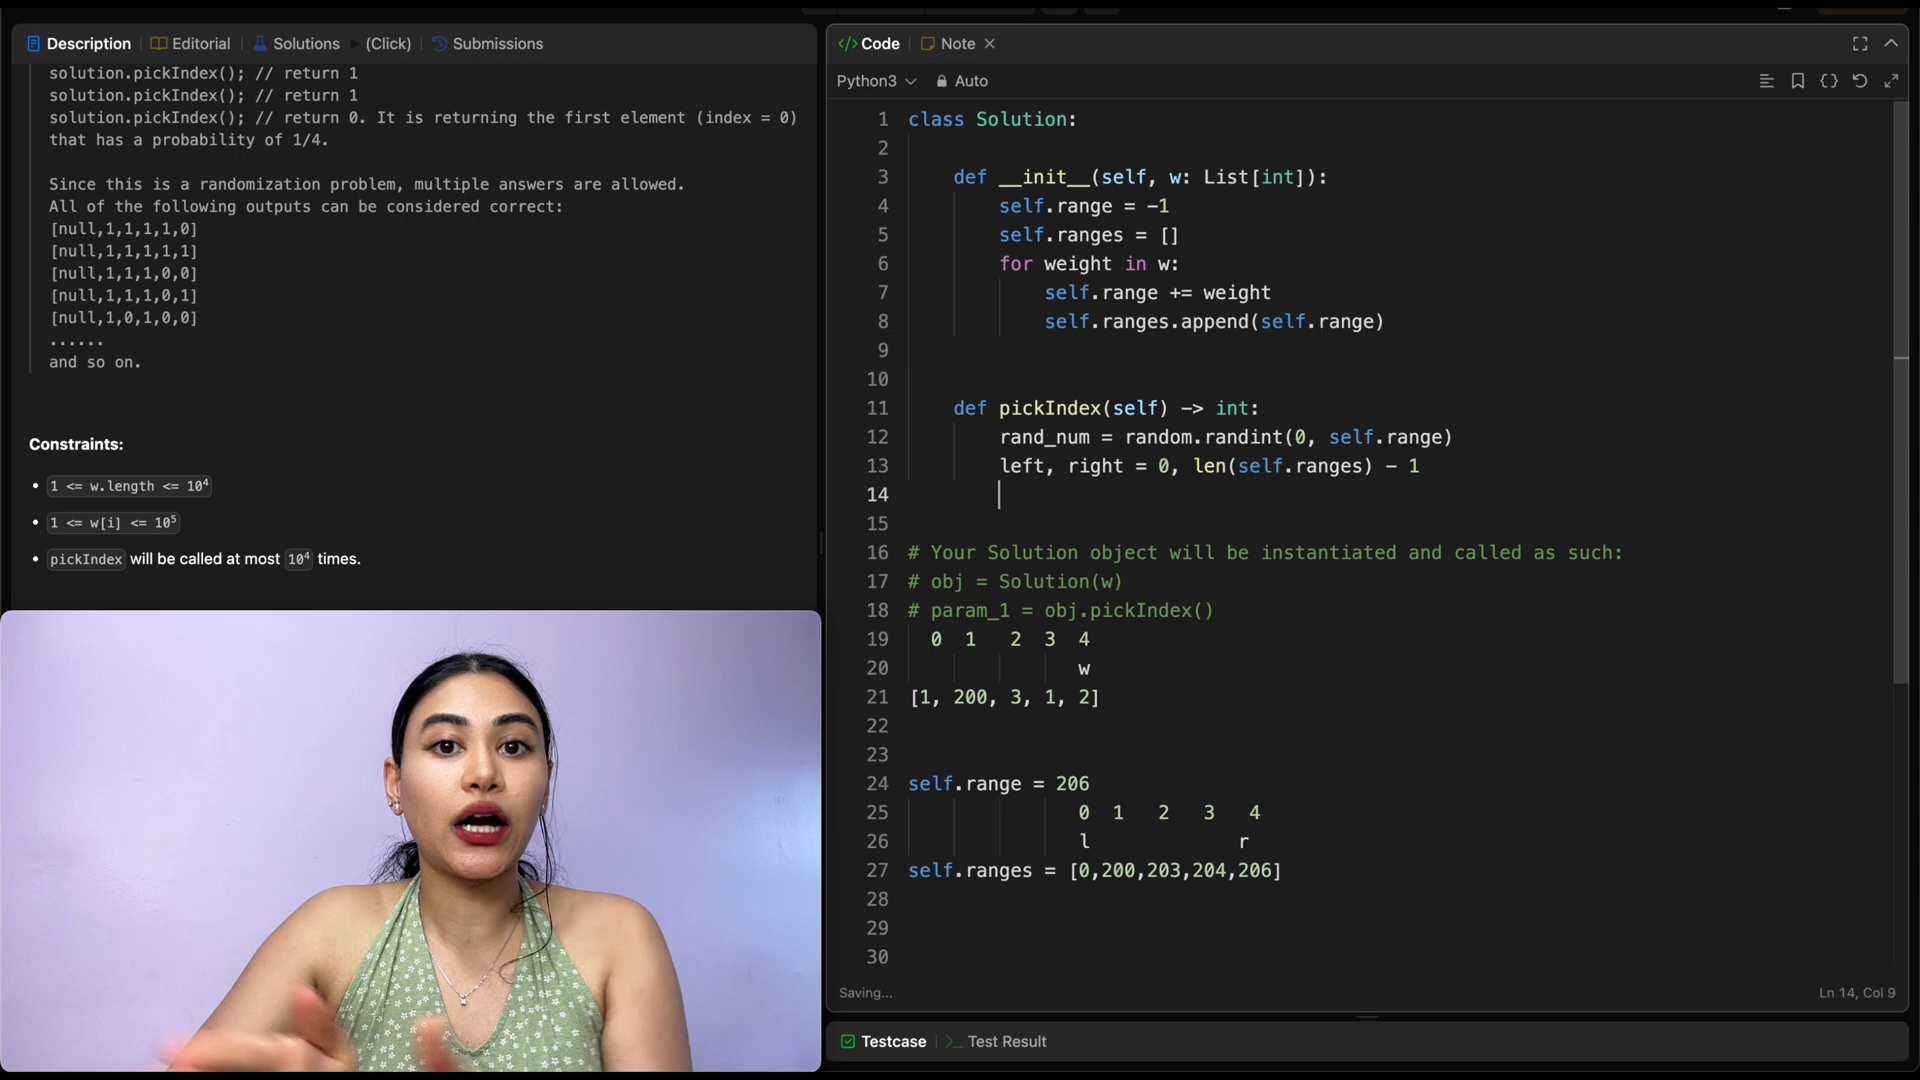 Description
Editorial
Solutions
(Click)
Submissions
solution.pickIndex(); // return 1
solution.pickIndex(); // return 1
solution.pickIndex(); // return 0. It is returning the first element (index = 0)
that has a probability of 1/4.
Since this is a randomization problem, multiple answers are allowed.
All of the following outputs can be considered correct:
[null,1,1,1,1,0]
[null,1,1,1,1,1]
[null,1,1,1,0,0]
[null,1,1,1,0,1]
[null,1,0,1,0,0]
......
and so on.
Constraints:
• 1 <= w.length <= 10⁴
• 1 <= w[i] <= 10⁵
• pickIndex will be called at most 10⁴ times.
</> Code
Note
Python3
Auto
1 class Solution:
2
3 def __init__(self, w: List[int]):
4 self.range = -1
5 self.ranges = []
6 for weight in w:
7 self.range += weight
8 self.ranges.append(self.range)
9
10
11 def pickIndex(self) -> int:
12 rand_num = random.randint(0, self.range)
13 left, right = 0, len(self.ranges) - 1
14
15
16 # Your Solution object will be instantiated and called as such:
17 # obj = Solution(w)
18 # param_1 = obj.pickIndex()
19 0 1 2 3 4
20 w
21 [1, 200, 3, 1, 2]
22
23
24 self.range = 206
25 0 1 2 3 4
26 l r
27 self.ranges = [0,200,203,204,206]
28
29
30
Saving...
Ln 14, Col 9
Testcase
Test Result